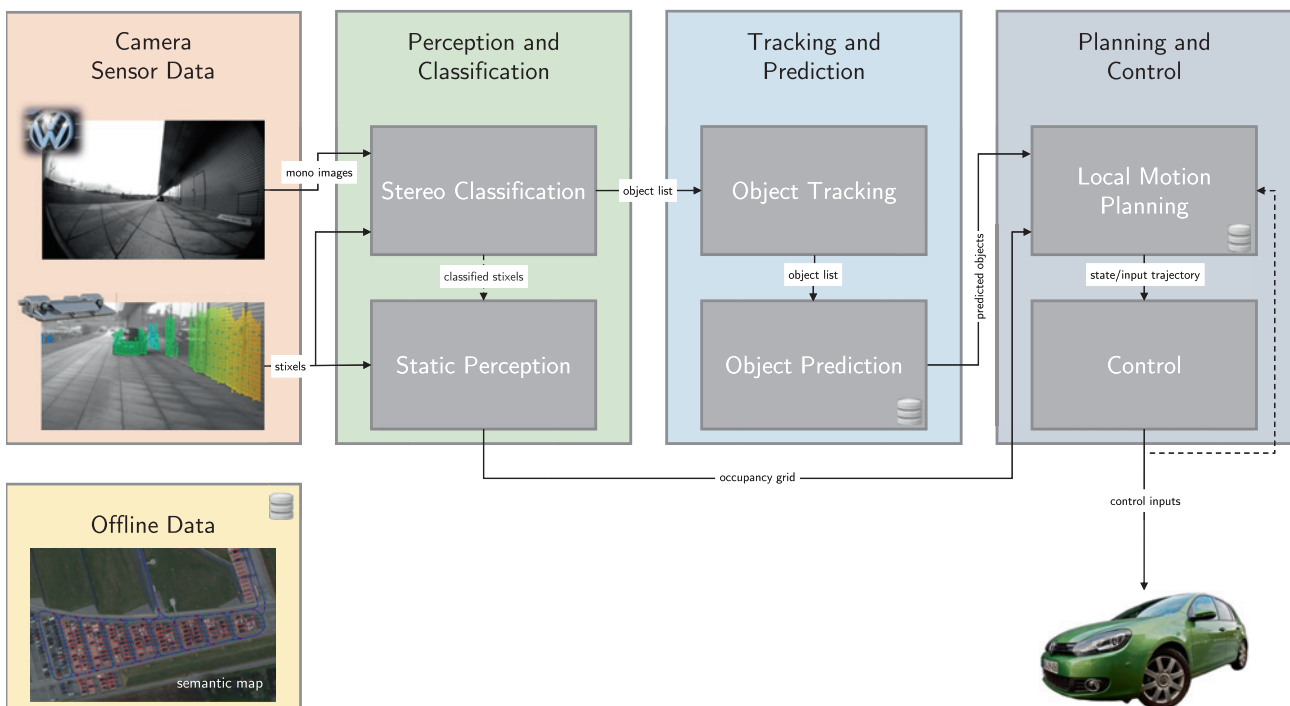 Camera
Sensor Data
Perception and
Classification
Tracking and
Prediction
Planning and
Control
mono images
stixels
Stereo Classification
classified stixels
Static Perception
object list
Object Tracking
object list
Object Prediction
predicted objects
occupancy grid
Local Motion
Planning
state/input trajectory
Control
control inputs
Offline Data
semantic map